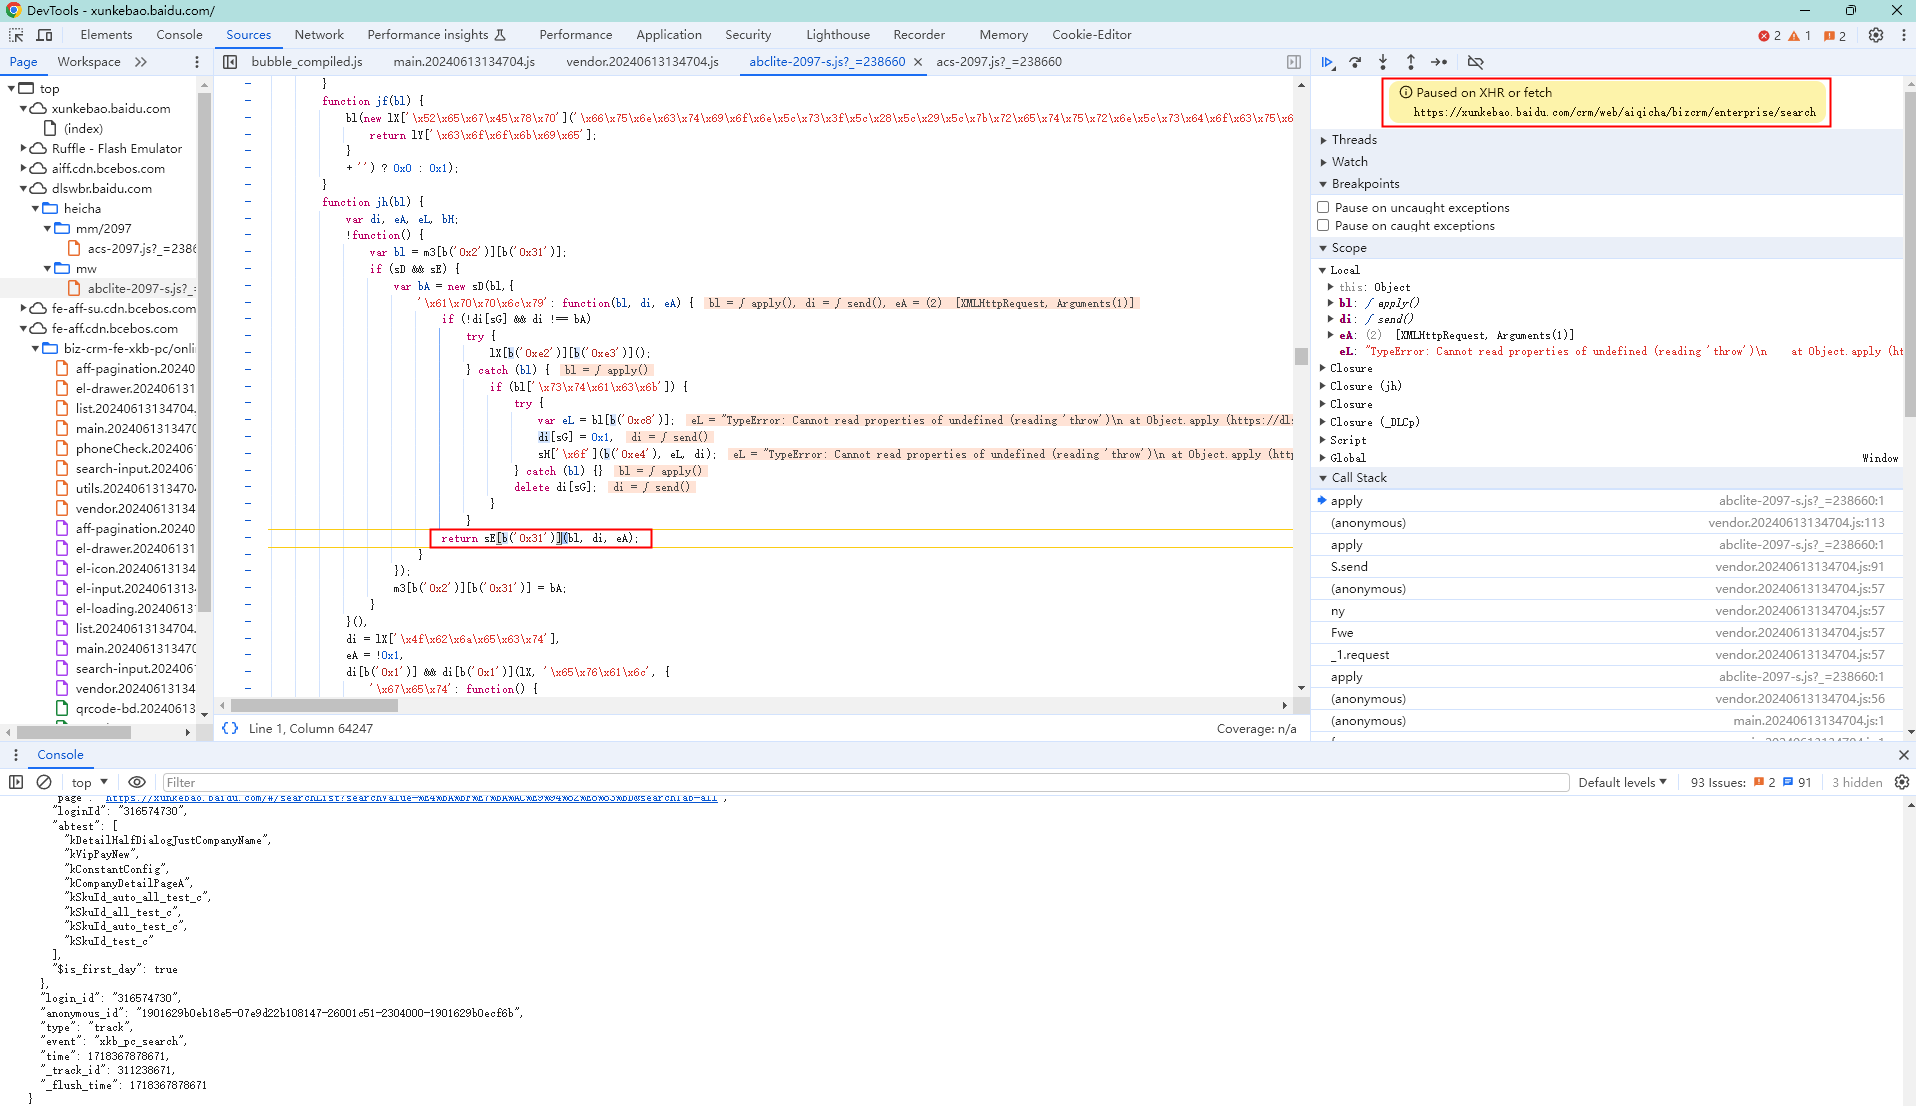 DevTools - xunkebao.baidu.com/
Elements Console Sources Network Performance insights Performance Application Security Lighthouse Recorder Memory Cookie-Editor 2 1 2
Page Workspace
bubble_compiled.js main.20240613134704.js vendor.20240613134704.js abclite-2097-s.js?_=238660 acs-2097.js?_=238660
top
xunkebao.baidu.com
(index)
Ruffle - Flash Emulator
aiff.cdn.bcebos.com
dlswbr.baidu.com
heicha
mm/2097
acs-2097.js?_=2386
mw
abclite-2097-s.js?_=
fe-aff-su.cdn.bcebos.com
fe-aff.cdn.bcebos.com
biz-crm-fe-xkb-pc/onli
aff-pagination.20240
el-drawer.20240613
list.20240613134704.
main.2024061313470
phoneCheck.2024061
search-input.202406
utils.2024061313470
vendor.20240613134
aff-pagination.20240
el-drawer.20240613
el-icon.20240613134
el-input.2024061313
el-loading.20240613
list.20240613134704.
main.2024061313470
search-input.202406
vendor.20240613134
qrcode-bd.20240613
}
function jf(bl) {
bl(new lX['\x52\x65\x67\x45\x78\x70']('\x66\x75\x6e\x63\x74\x69\x6f\x6e\x5c\x73\x3f\x5c\x28\x5c\x29\x5c\x7b\x72\x65\x74\x75\x72\x6e\x5c\x73\x64\x6f\x63\x75\x6
return lY['\x63\x6f\x6f\x6b\x69\x65'];
}
+ '') ? 0x0 : 0x1);
}
function jh(bl) {
var di, eA, eL, bH;
!function() {
var bl = m3[b('0x2')][b('0x31')];
if (sD && sE) {
var bA = new sD(bl,{
'\x61\x70\x70\x6c\x79': function(bl, di, eA) { bl = ƒ apply(), di = ƒ send(), eA = (2) [XMLHttpRequest, Arguments(1)]
if (!di[sG] && di !== bA)
try {
lX[b('0xe2')][b('0xe3')]();
} catch (bl) { bl = ƒ apply()
if (bl['\x73\x74\x61\x63\x6b']) {
try {
var eL = bl[b('0xc8')]; eL = "TypeError: Cannot read properties of undefined (reading 'throw')\n at Object.apply (https://dls
di[sG] = 0x1, di = ƒ send()
sH['\x6f'](b('0xe4'), eL, di); eL = "TypeError: Cannot read properties of undefined (reading 'throw')\n at Object.apply (htt
} catch (bl) {} bl = ƒ apply()
delete di[sG]; di = ƒ send()
}
}
return sE[b('0x31')](bl, di, eA);
}
});
m3[b('0x2')][b('0x31')] = bA;
}
}(),
di = lX['\x4f\x62\x6a\x65\x63\x74'],
eA = !0x1,
di[b('0x1')] && di[b('0x1')](lX, '\x65\x76\x61\x6c', {
'\x67\x65\x74': function() {
{} Line 1, Column 64247 Coverage: n/a
Paused on XHR or fetch
https://xunkebao.baidu.com/crm/web/aiqicha/bizcrm/enterprise/search
Threads
Watch
Breakpoints
Pause on uncaught exceptions
Pause on caught exceptions
Scope
Local
this: Object
bl: ƒ apply()
di: ƒ send()
eA: (2) [XMLHttpRequest, Arguments(1)]
eL: "TypeError: Cannot read properties of undefined (reading 'throw')\n at Object.apply (ht
Closure
Closure (jh)
Closure
Closure (_DLCp)
Script
Global Window
Call Stack
apply abclite-2097-s.js?_=238660:1
(anonymous) vendor.20240613134704.js:113
apply abclite-2097-s.js?_=238660:1
S.send vendor.20240613134704.js:91
(anonymous) vendor.20240613134704.js:57
ny vendor.20240613134704.js:57
Fwe vendor.20240613134704.js:57
_1.request vendor.20240613134704.js:57
apply abclite-2097-s.js?_=238660:1
(anonymous) vendor.20240613134704.js:56
(anonymous) main.20240613134704.js:1
Console
top Filter Default levels 93 Issues: 2 91 3 hidden
"loginId": "316574730",
"abtest": [
"kDetailHalfDialogJustCompanyName",
"kVipPayNew",
"kConstantConfig",
"kCompanyDetailPageA",
"kSkuId_auto_all_test_c",
"kSkuId_all_test_c",
"kSkuId_auto_test_c",
"kSkuId_test_c"
],
"$is_first_day": true
},
"login_id": "316574730",
"anonymous_id": "1901629b0eb18e5-07e9d22b108147-26001c51-2304000-1901629b0ecf6b",
"type": "track",
"event": "xkb_pc_search",
"time": 1718367878671,
"_track_id": 311238671,
"_flush_time": 1718367878671
}